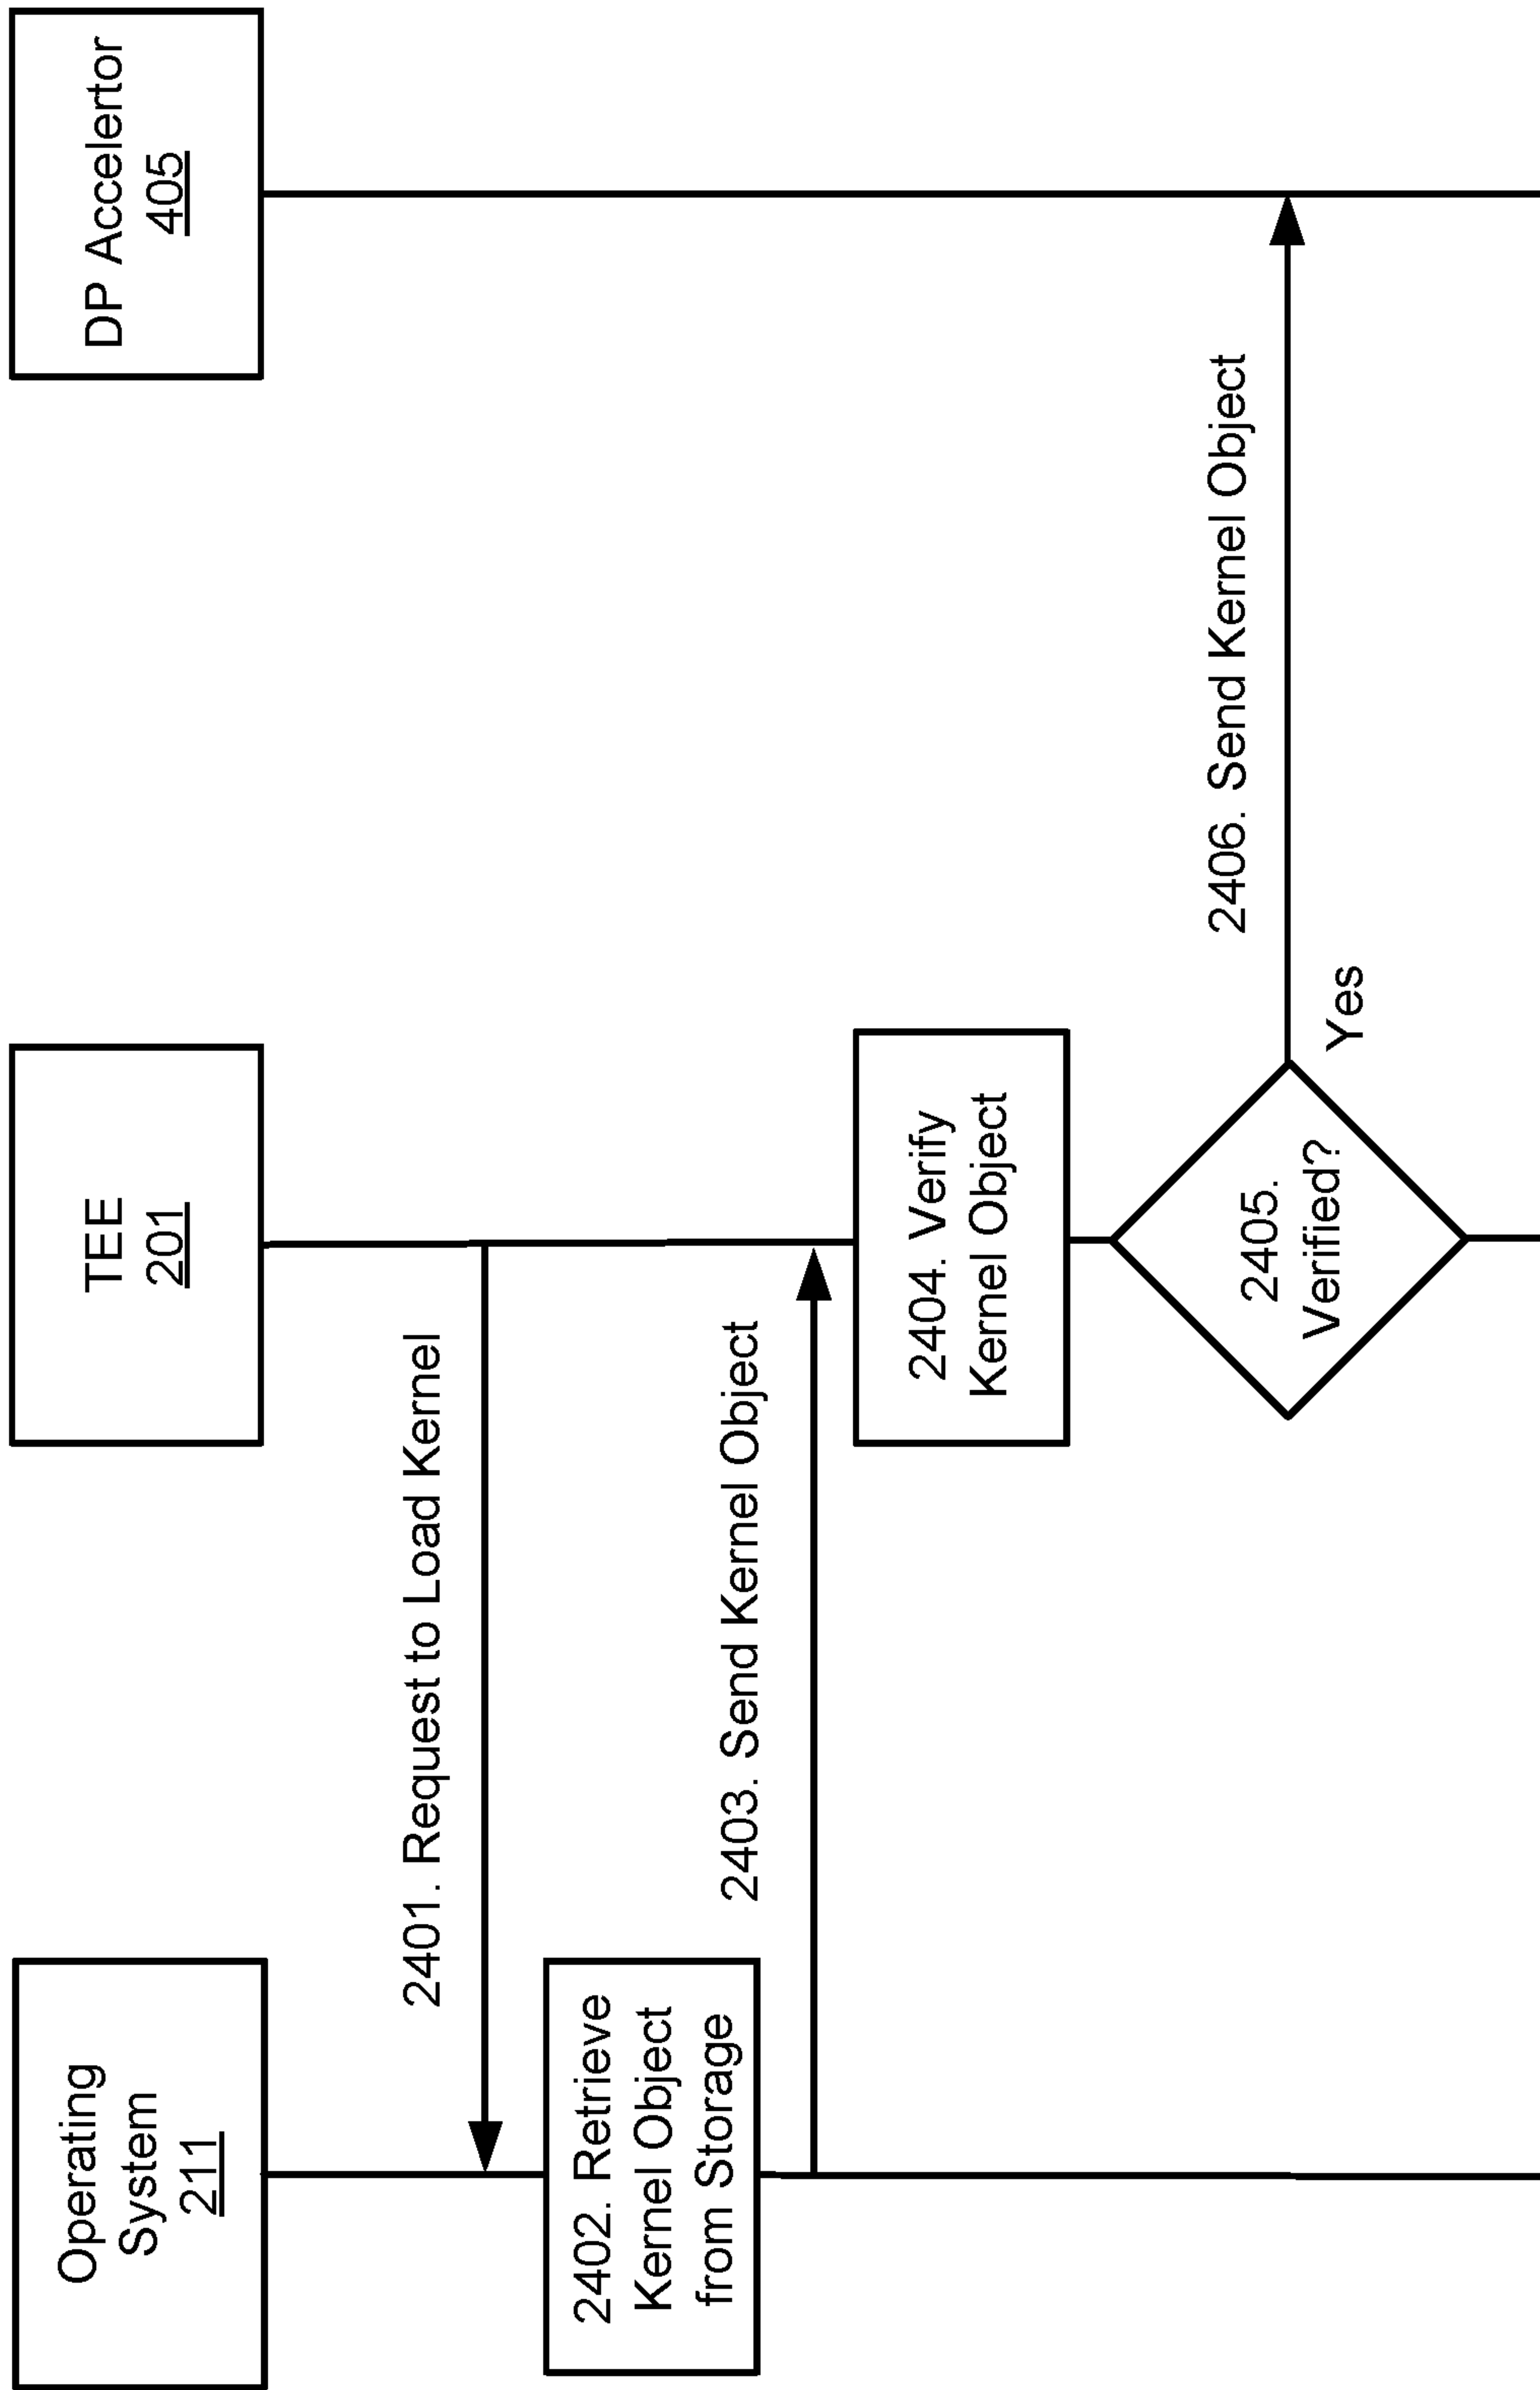 Operating
System
211
TEE
201
DP Accelertor
405
2401. Request to Load Kernel
2402. Retrieve
Kernel Object
from Storage
2403. Send Kernel Object
2404. Verify
Kernel Object
2405.
Verified?
Yes
2406. Send Kernel Object